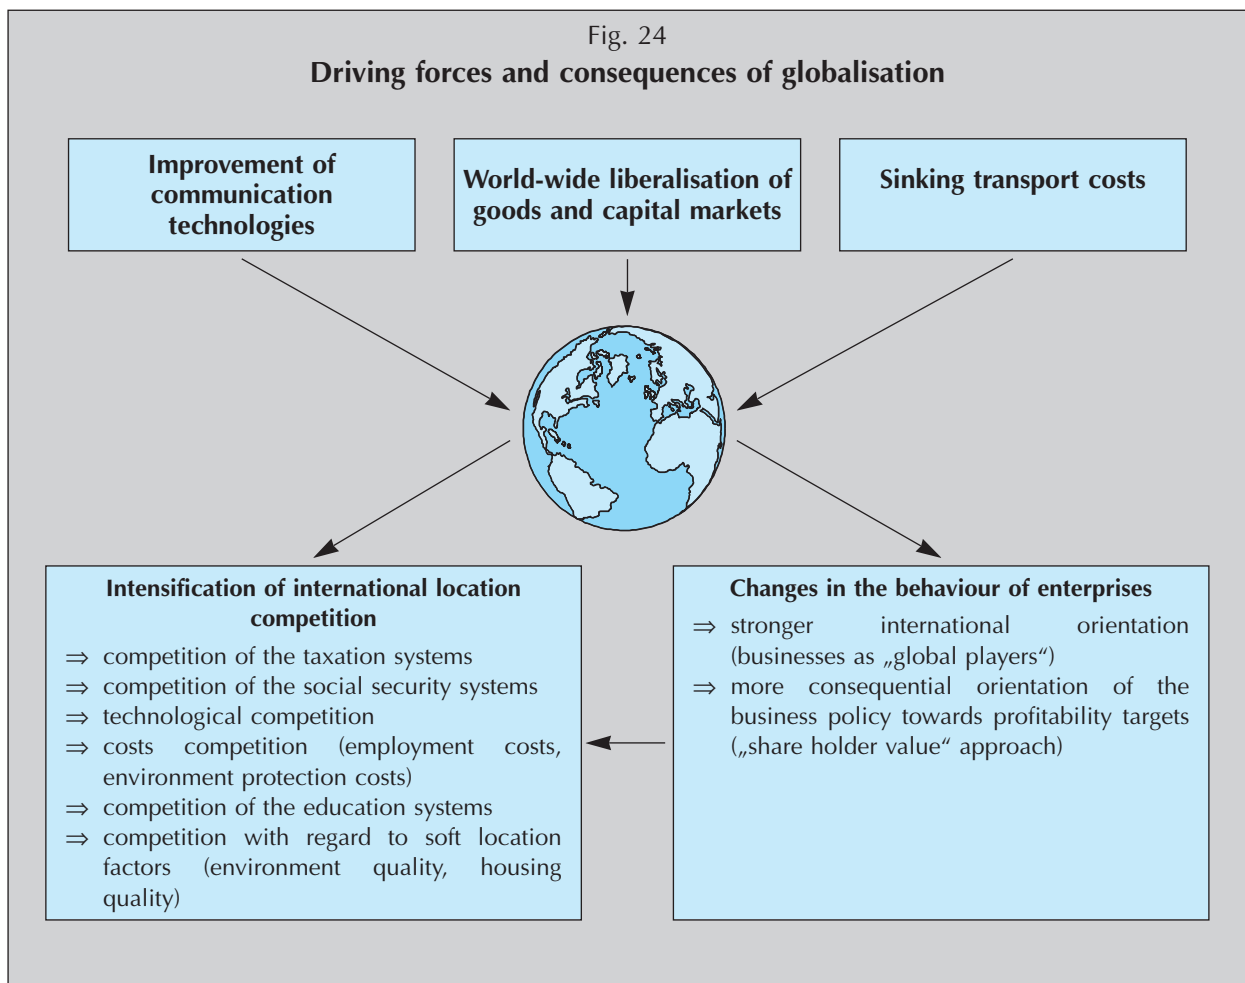 Fig. 24
Driving forces and consequences of globalisation
Improvement of
communication
technologies
World-wide liberalisation of
goods and capital markets
Sinking transport costs
Intensification of international location
competition
⇒ competition of the taxation systems
⇒ competition of the social security systems
⇒ technological competition
⇒ costs competition (employment costs,
environment protection costs)
⇒ competition of the education systems
⇒ competition with regard to soft location
factors (environment quality, housing
quality)
Changes in the behaviour of enterprises
⇒ stronger international orientation
(businesses as „global players“)
⇒ more consequential orientation of the
business policy towards profitability targets
(„share holder value“ approach)